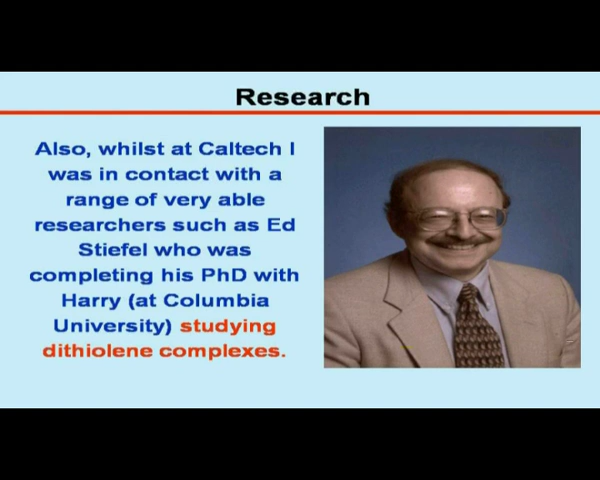 Research
Also, whilst at Caltech I
was in contact with a
range of very able
researchers such as Ed
Stiefel who was
completing his PhD with
Harry (at Columbia
University) studying
dithiolene complexes.